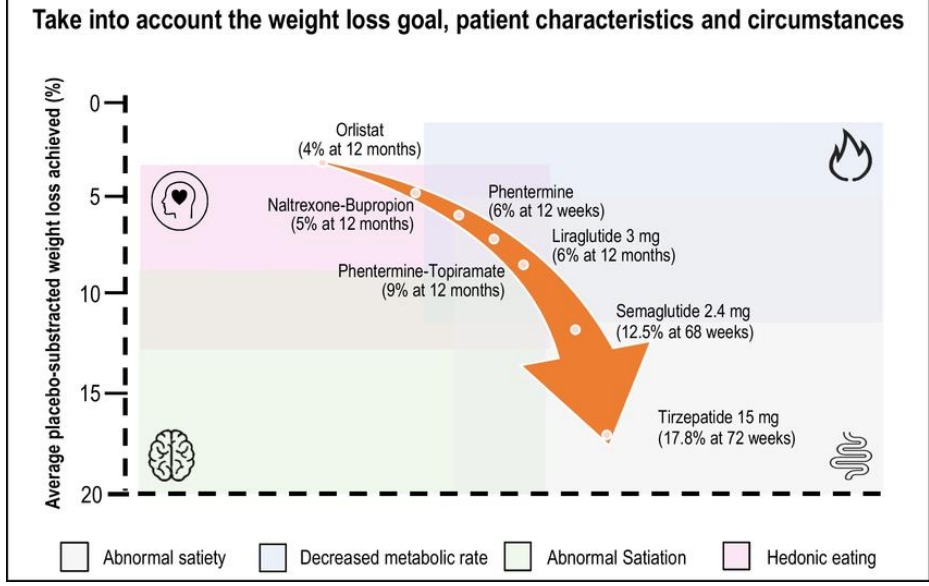 Take into account the weight loss goal, patient characteristics and circumstances
Average placebo-substracted weight loss achieved (%)
0
5
10
15
20
Orlistat
(4% at 12 months)
Naltrexone-Bupropion
(5% at 12 months)
Phentermine
(6% at 12 weeks)
Liraglutide 3 mg
(6% at 12 months)
Phentermine-Topiramate
(9% at 12 months)
Semaglutide 2.4 mg
(12.5% at 68 weeks)
Tirzepatide 15 mg
(17.8% at 72 weeks)
Abnormal satiety
Decreased metabolic rate
Abnormal Satiation
Hedonic eating